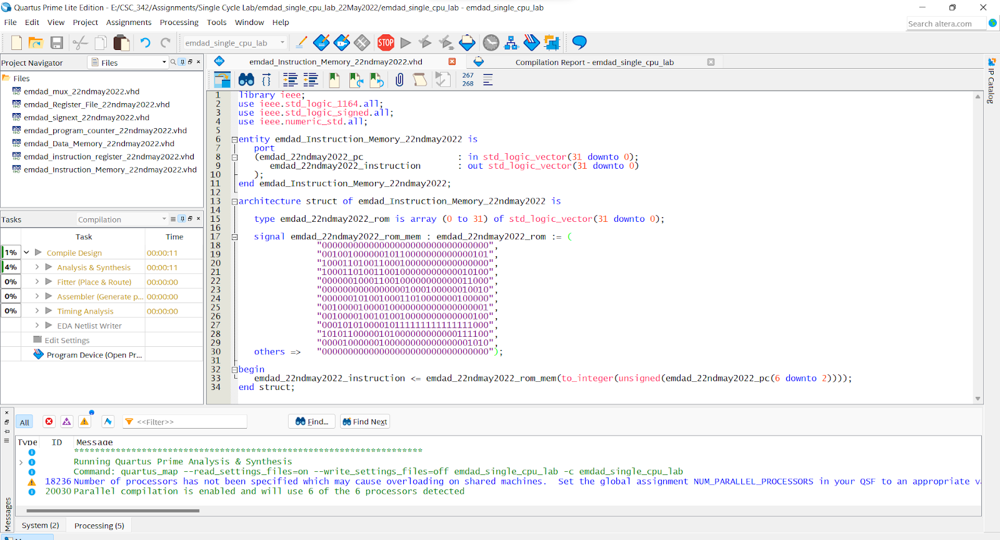 Quartus Prime Lite Edition - E:/CSC_342/Assignments/Single Cycle Lab/emdad_single_cpu_lab_22May2022/emdad_single_cpu_lab - emdad_single_cpu_lab
File Edit View Project Assignments Processing Tools Window Help
Search altera.com
emdad_single_cpu_lab
STOP
Project Navigator
Files
Files
emdad_mux_22ndmay2022.vhd
emdad_Register_File_22ndmay2022.vhd
emdad_signext_22ndmay2022.vhd
emdad_program_counter_22ndmay2022.vhd
emdad_Data_Memory_22ndmay2022.vhd
emdad_instruction_register_22ndmay2022.vhd
emdad_Instruction_Memory_22ndmay2022.vhd
Tasks
Compilation
Task Time
1% Compile Design 00:00:11
4% Analysis & Synthesis 00:00:11
0% Fitter (Place & Route) 00:00:00
0% Assembler (Generate p... 00:00:00
0% Timing Analysis 00:00:00
EDA Netlist Writer
Edit Settings
Program Device (Open Pr...
emdad_Instruction_Memory_22ndmay2022.vhd
Compilation Report - emdad_single_cpu_lab
267
268
1 library ieee;
2 use ieee.std_logic_1164.all;
3 use ieee.std_logic_signed.all;
4 use ieee.numeric_std.all;
5
6 entity emdad_Instruction_Memory_22ndmay2022 is
7 port
8 (emdad_22ndmay2022_pc : in std_logic_vector(31 downto 0);
9 emdad_22ndmay2022_instruction : out std_logic_vector(31 downto 0)
10 );
11 end emdad_Instruction_Memory_22ndmay2022;
12
13 architecture struct of emdad_Instruction_Memory_22ndmay2022 is
14
15 type emdad_22ndmay2022_rom is array (0 to 31) of std_logic_vector(31 downto 0);
16
17 signal emdad_22ndmay2022_rom_mem : emdad_22ndmay2022_rom := (
18 "00000000000000000000000000000000",
19 "00100100000010110000000000000101",
20 "10001101001100010000000000000000",
21 "10001101001100100000000000010100",
22 "00000010001100100000000000011000",
23 "00000000000000001000100000010010",
24 "00000010100100011010000000100000",
25 "00100001000010000000000000000001",
26 "00100001001010010000000000000100",
27 "00010101000010111111111111111000",
28 "10101100000101000000000000111100",
29 "00001000000100000000000000001010",
30 others => "00000000000000000000000000000000");
31
32 begin
33 emdad_22ndmay2022_instruction <= emdad_22ndmay2022_rom_mem(to_integer(unsigned(emdad_22ndmay2022_pc(6 downto 2))));
34 end struct;
IP Catalog
All
<<Filter>>
Find...
Find Next
Type ID Message
*******************************************************************
Running Quartus Prime Analysis & Synthesis
Command: quartus_map --read_settings_files=on --write_settings_files=off emdad_single_cpu_lab -c emdad_single_cpu_lab
18236 Number of processors has not been specified which may cause overloading on shared machines. Set the global assignment NUM_PARALLEL_PROCESSORS in your QSF to an appropriate v
20030 Parallel compilation is enabled and will use 6 of the 6 processors detected
Messages
System (2)
Processing (5)